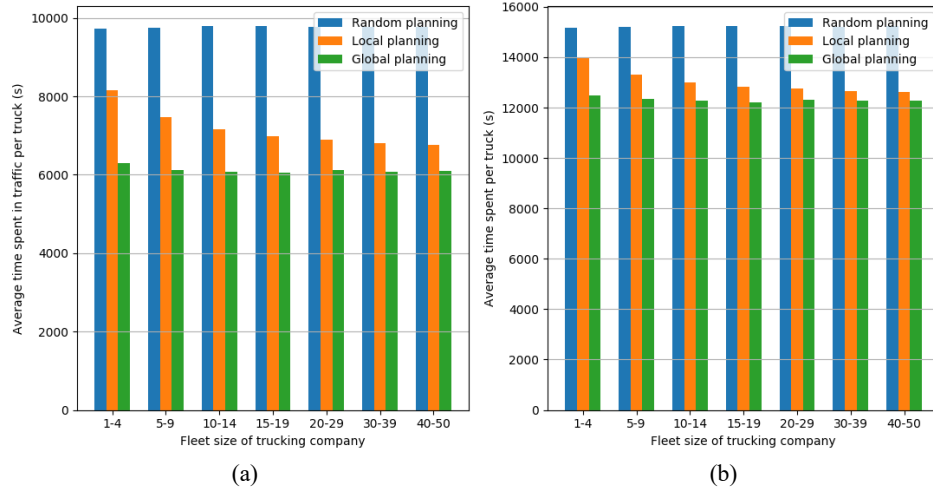 Average time spent in traffic per truck (s)
10000
8000
6000
4000
2000
0
Random planning
Local planning
Global planning
1-4 5-9 10-14 15-19 20-29 30-39 40-50
Fleet size of trucking company
(a)
Average time spent per truck (s)
16000
14000
12000
10000
8000
6000
4000
2000
0
Random planning
Local planning
Global planning
1-4 5-9 10-14 15-19 20-29 30-39 40-50
Fleet size of trucking company
(b)